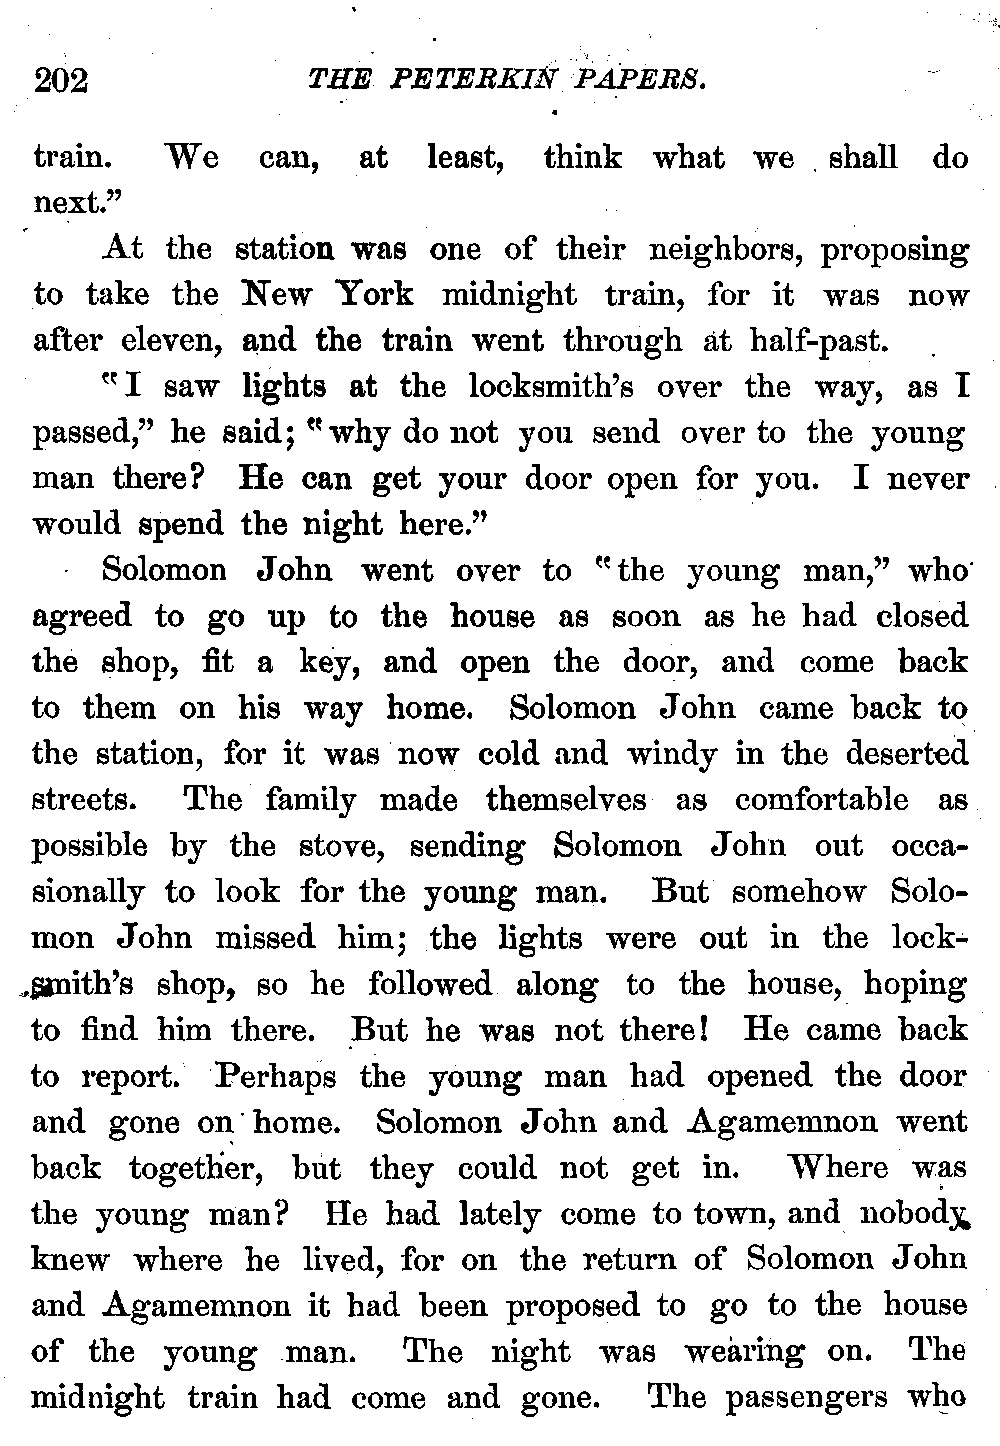 202 THE PETERKIN PAPERS.
train. We can, at least, think what we shall do
next.”
At the station was one of their neighbors, proposing
to take the New York midnight train, for it was now
after eleven, and the train went through at half-past.
“I saw lights at the locksmith’s over the way, as I
passed,” he said; “why do not you send over to the young
man there? He can get your door open for you. I never
would spend the night here.”
Solomon John went over to “the young man,” who
agreed to go up to the house as soon as he had closed
the shop, fit a key, and open the door, and come back
to them on his way home. Solomon John came back to
the station, for it was now cold and windy in the deserted
streets. The family made themselves as comfortable as
possible by the stove, sending Solomon John out occa-
sionally to look for the young man. But somehow Solo-
mon John missed him; the lights were out in the lock-
smith’s shop, so he followed along to the house, hoping
to find him there. But he was not there! He came back
to report. Perhaps the young man had opened the door
and gone on home. Solomon John and Agamemnon went
back together, but they could not get in. Where was
the young man? He had lately come to town, and nobody
knew where he lived, for on the return of Solomon John
and Agamemnon it had been proposed to go to the house
of the young man. The night was wearing on. The
midnight train had come and gone. The passengers who